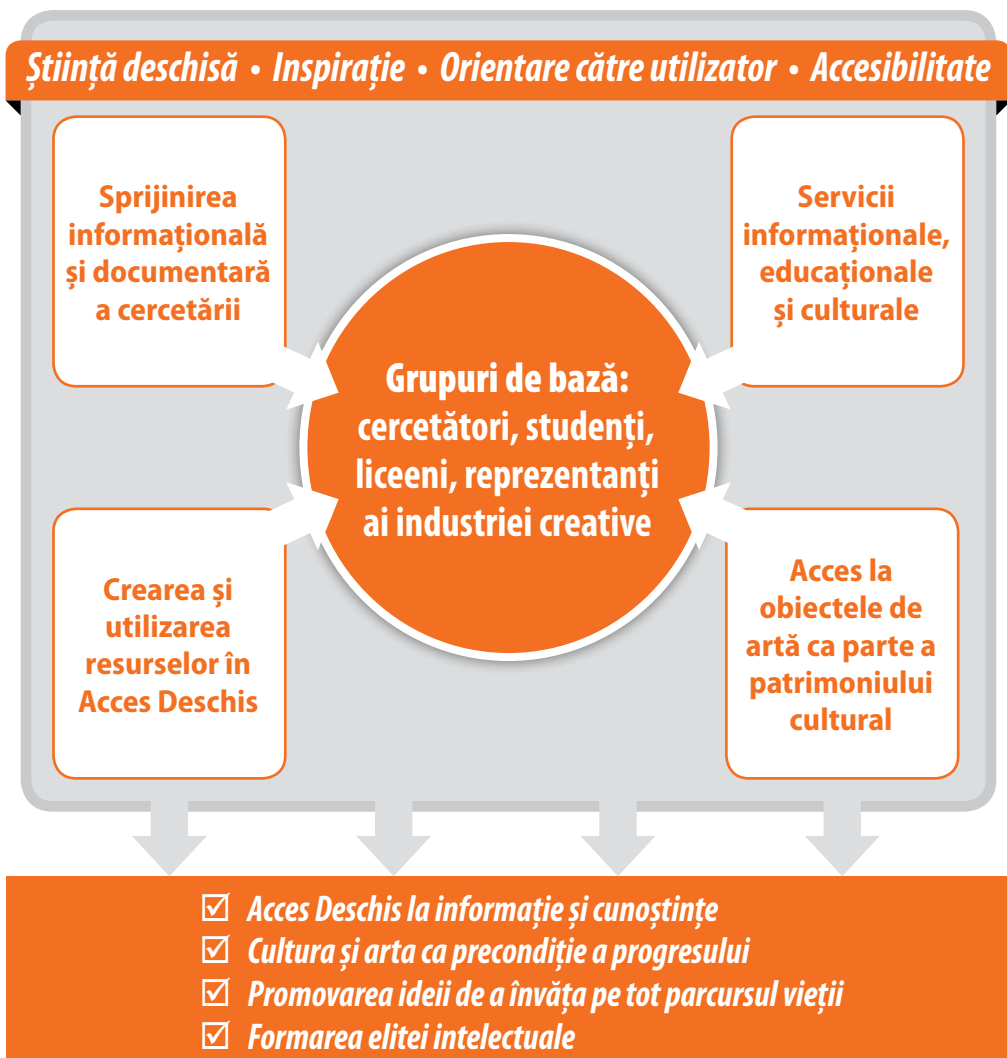 Știință deschisă • Inspirație • Orientare către utilizator • Accesibilitate
Sprijinirea
informațională
și documentară
a cercetării
Servicii
informaționale,
educaționale
și culturale
Grupuri de bază:
cercetători, studenți,
liceeni, reprezentanți
ai industriei creative
Crearea și
utilizarea
resurselor în
Acces Deschis
Acces la
obiectele de
artă ca parte a
patrimoniului
cultural
☑ Acces Deschis la informație și cunoștințe
☑ Cultura și arta ca precondiție a progresului
☑ Promovarea ideii de a învăța pe tot parcursul vieții
☑ Formarea elitei intelectuale